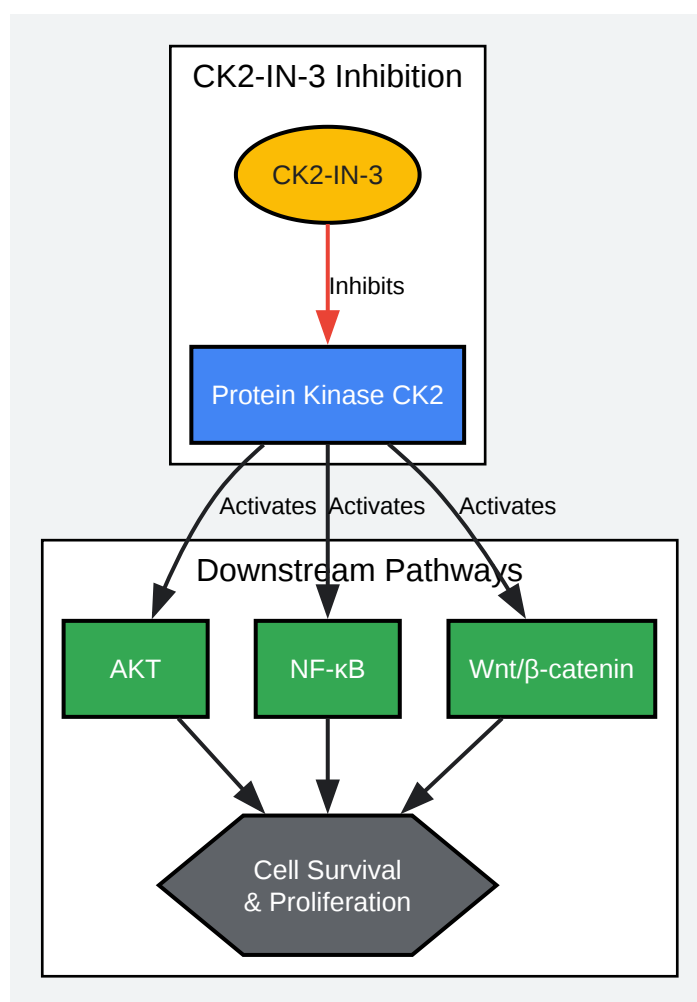 CK2-IN-3 Inhibition
CK2-IN-3
Inhibits
Protein Kinase CK2
Activates
Activates
Activates
Downstream Pathways
AKT
NF-κB
Wnt/β-catenin
Cell Survival
& Proliferation